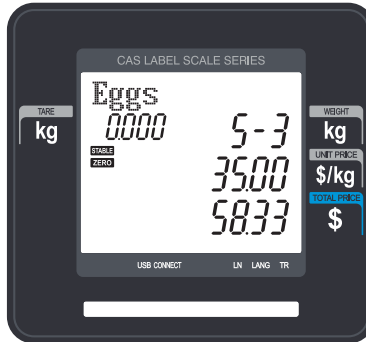 CAS LABEL SCALE SERIES
Eggs
TARE
kg
0.000
5-3
WEIGHT
kg
STABLE
ZERO
35.00
UNIT PRICE
$/kg
58.33
TOTAL PRICE
$
USB CONNECT
LN LANG TR